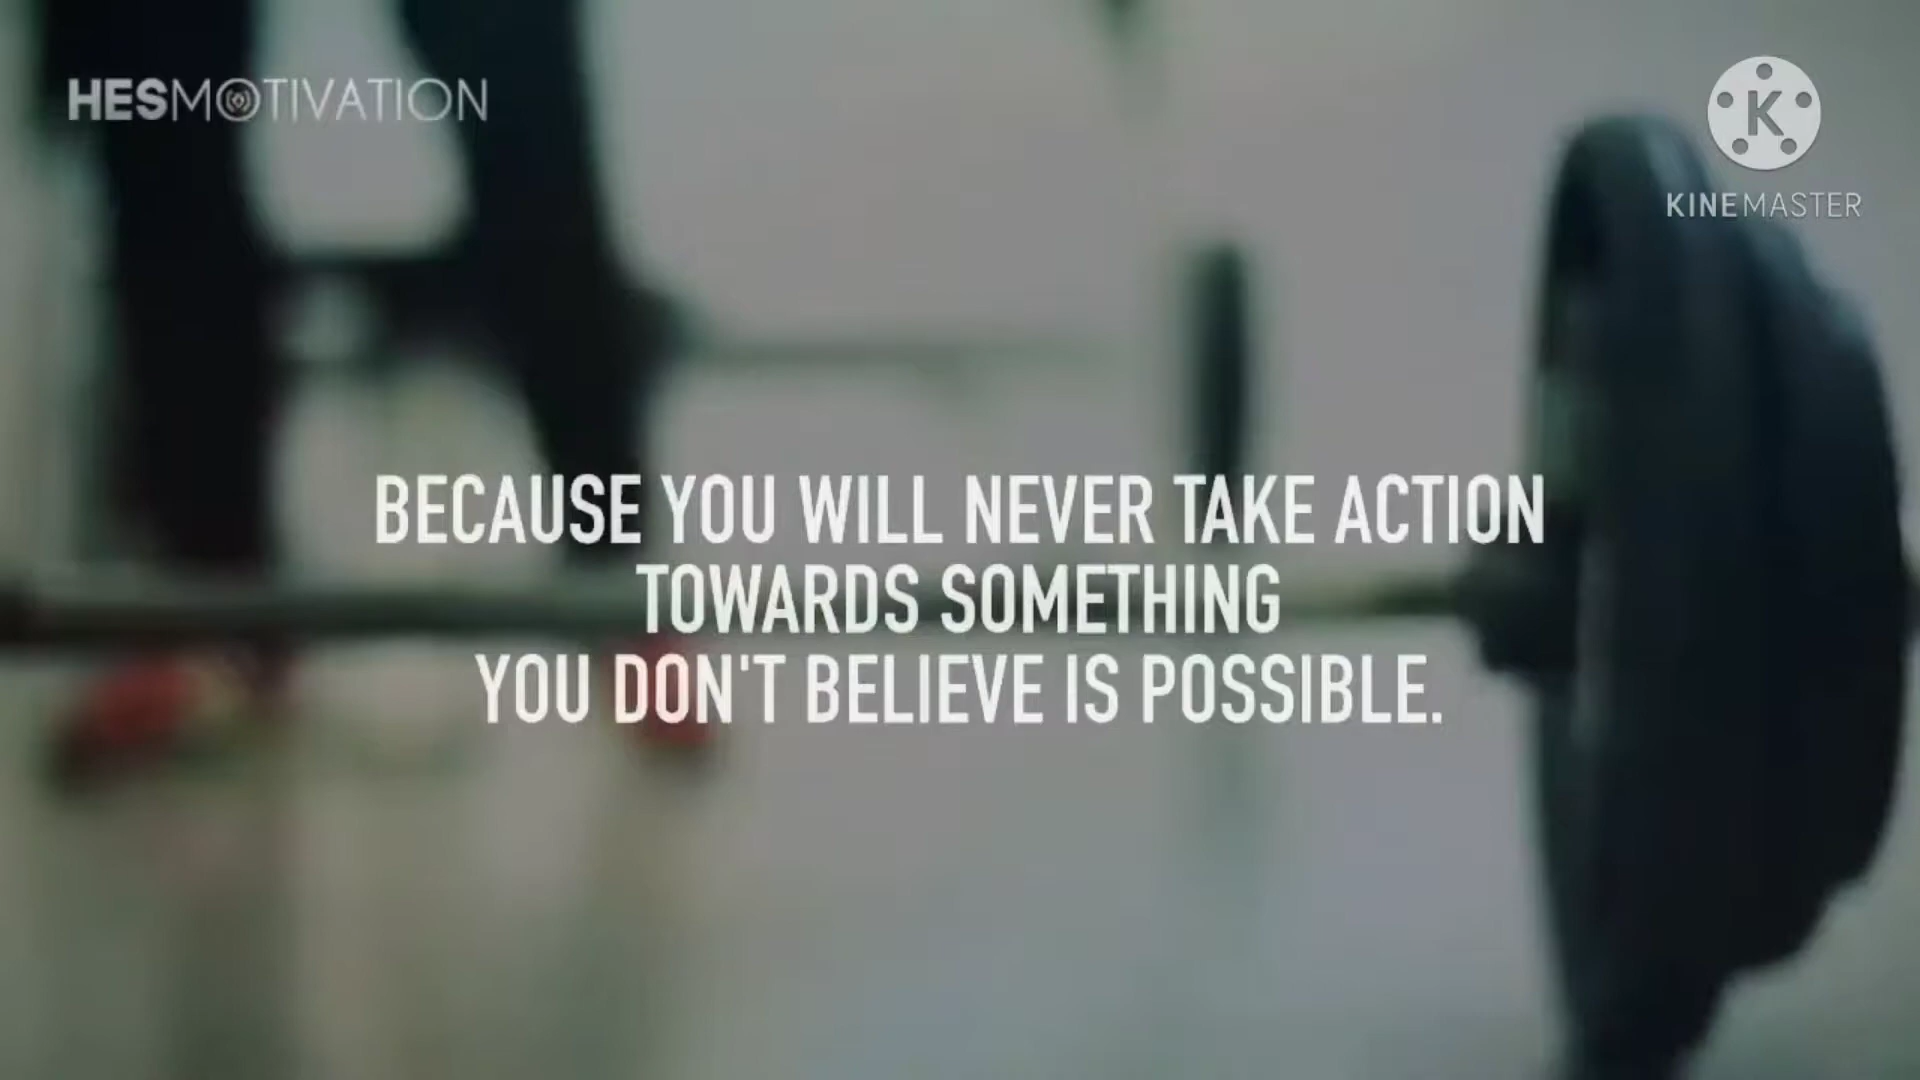 HESMOTIVATION
K
KINEMASTER
BECAUSE YOU WILL NEVER TAKE ACTION
TOWARDS SOMETHING
YOU DON'T BELIEVE IS POSSIBLE.